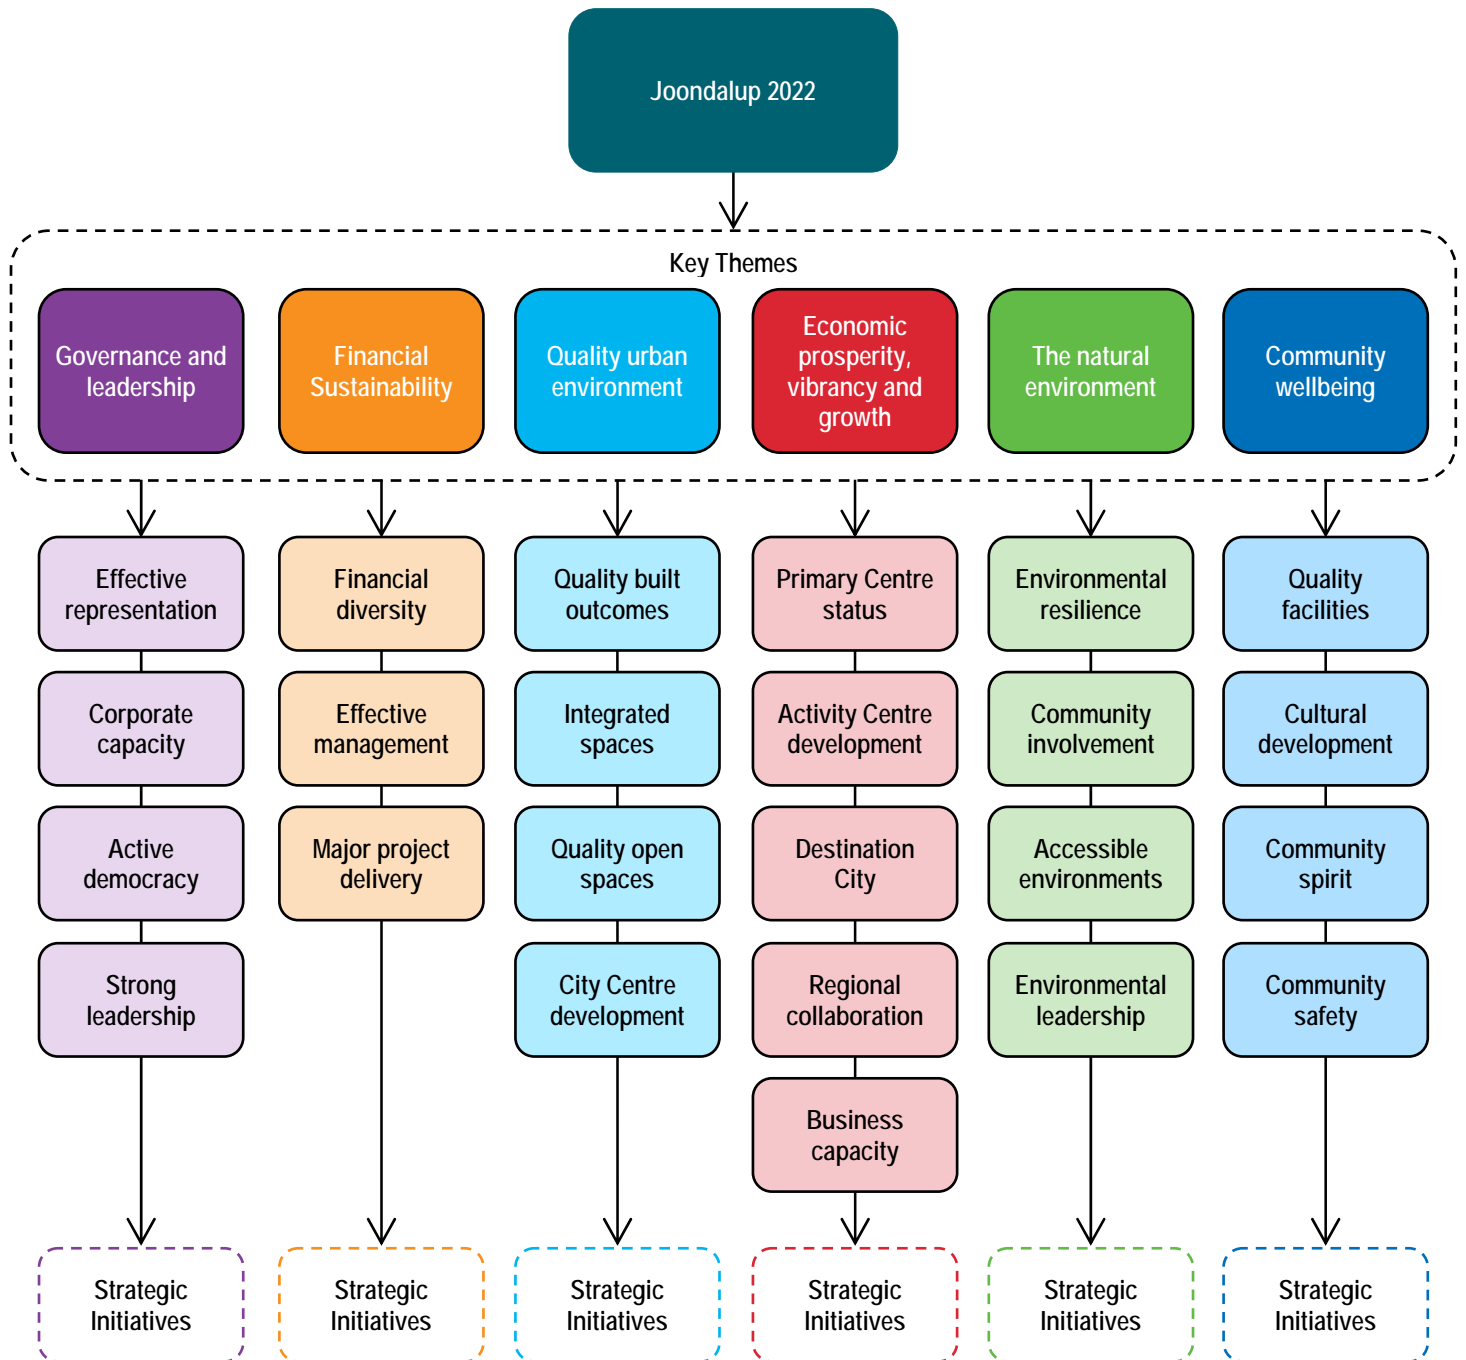 Joondalup 2022
Key Themes
Governance and
leadership
Financial
Sustainability
Quality urban
environment
Economic
prosperity,
vibrancy and
growth
The natural
environment
Community
wellbeing
Effective
representation
Financial
diversity
Quality built
outcomes
Primary Centre
status
Environmental
resilience
Quality
facilities
Corporate
capacity
Effective
management
Integrated
spaces
Activity Centre
development
Community
involvement
Cultural
development
Active
democracy
Major project
delivery
Quality open
spaces
Destination
City
Accessible
environments
Community
spirit
Strong
leadership
City Centre
development
Regional
collaboration
Environmental
leadership
Community
safety
Business
capacity
Strategic
Initiatives
Strategic
Initiatives
Strategic
Initiatives
Strategic
Initiatives
Strategic
Initiatives
Strategic
Initiatives